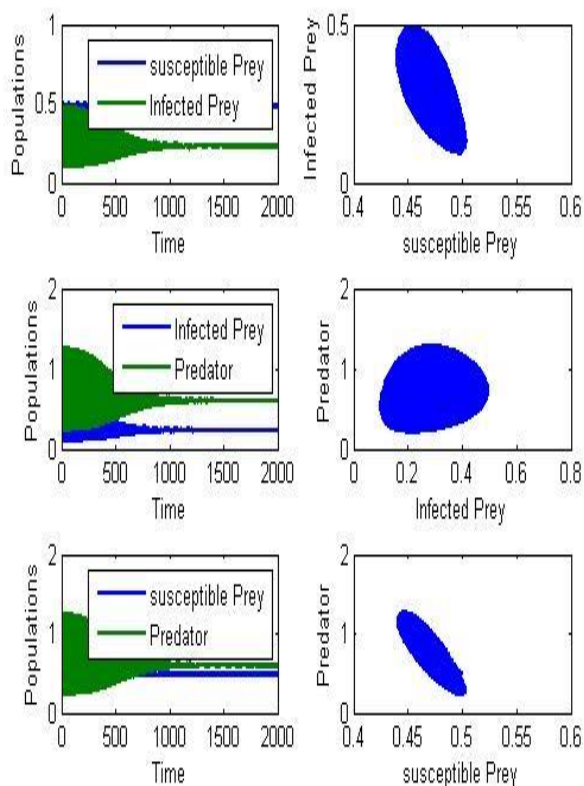 Populations
1
0.5
0
susceptible Prey
Infected Prey
0 500 1000 1500 2000
Time
Infected Prey
0.5
0
0.4 0.45 0.5 0.55 0.6
susceptible Prey
Populations
2
1
0
Infected Prey
Predator
0 500 1000 1500 2000
Time
Predator
2
1
0
0 0.2 0.4 0.6 0.8
Infected Prey
Populations
2
1
0
susceptible Prey
Predator
0 500 1000 1500 2000
Time
Predator
2
1
0
0.4 0.45 0.5 0.55 0.6
susceptible Prey